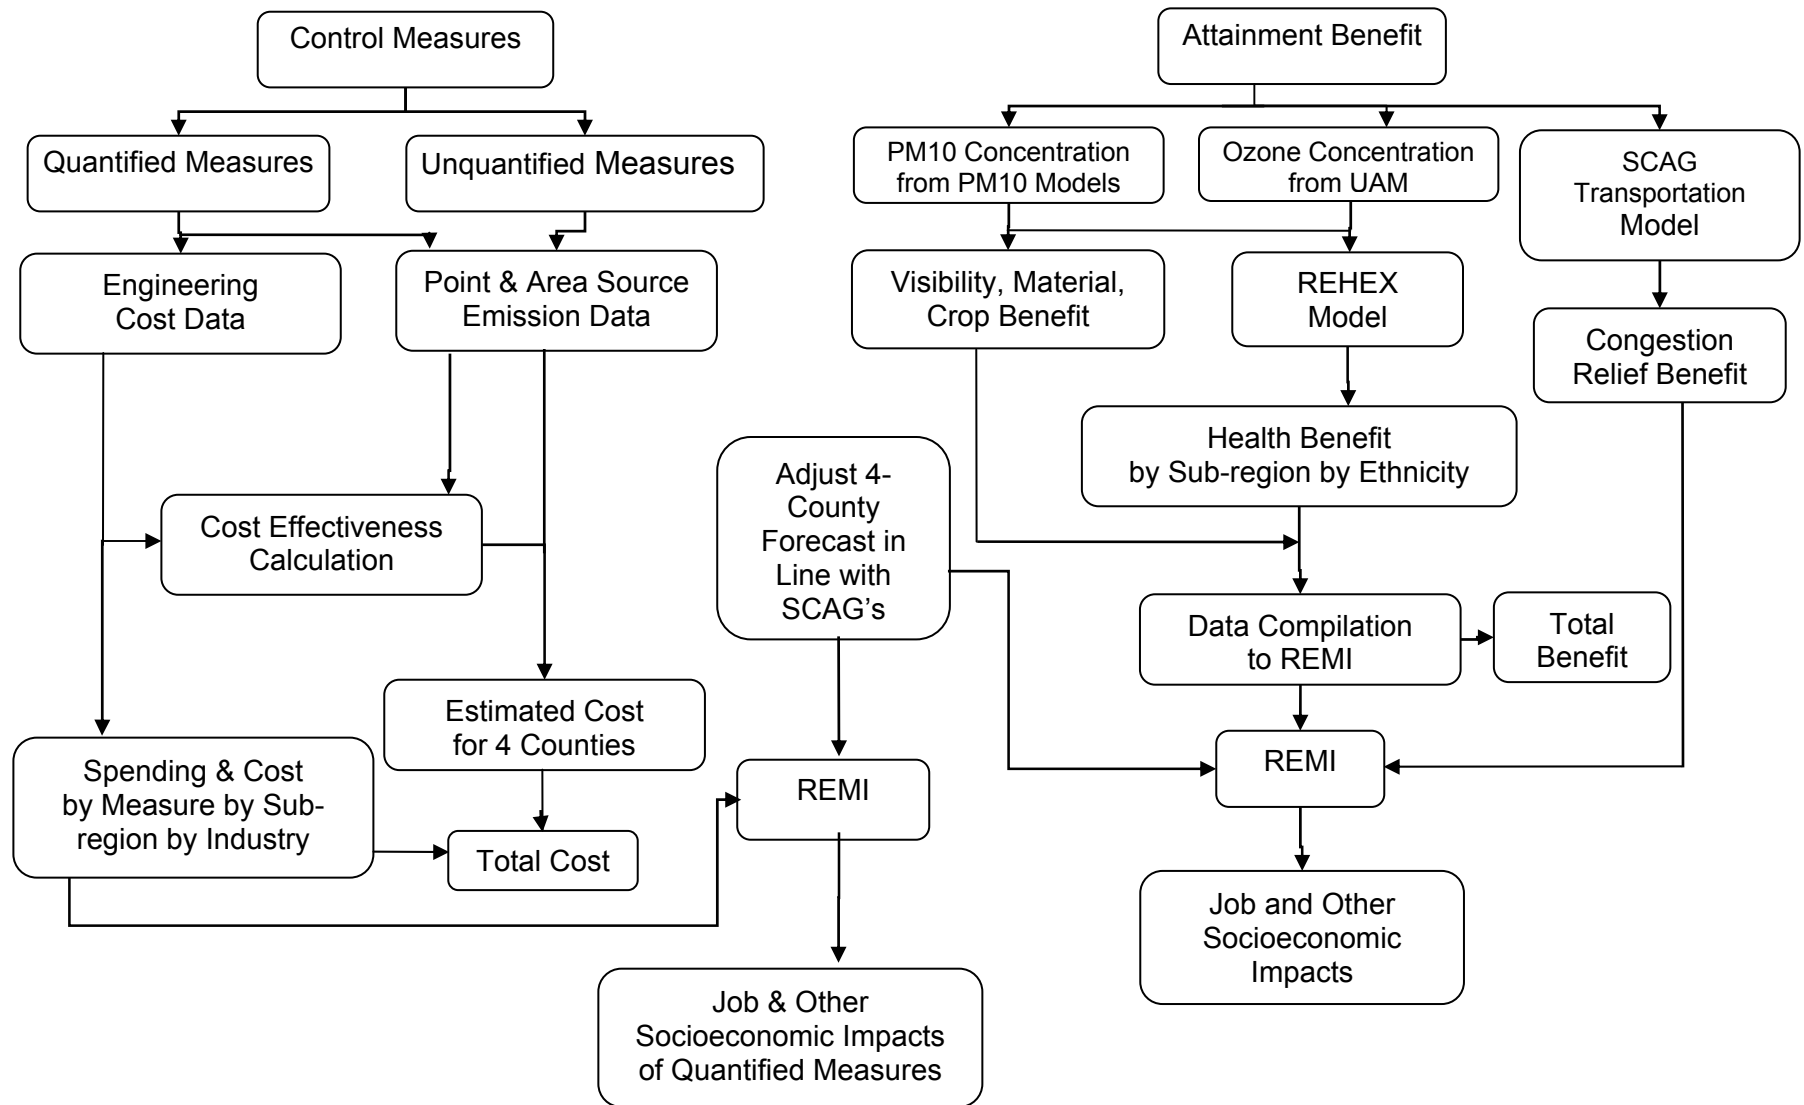 Control Measures
Attainment Benefit
Quantified Measures
Unquantified Measures
PM10 Concentration
from PM10 Models
Ozone Concentration
from UAM
SCAG
Transportation
Model
Engineering
Cost Data
Point & Area Source
Emission Data
Visibility, Material,
Crop Benefit
REHEX
Model
Congestion
Relief Benefit
Health Benefit
by Sub-region by Ethnicity
Adjust 4-
County
Forecast in
Line with
SCAG’s
Cost Effectiveness
Calculation
Data Compilation
to REMI
Total
Benefit
Estimated Cost
for 4 Counties
Spending & Cost
by Measure by Sub-
region by Industry
REMI
REMI
Total Cost
Job and Other
Socioeconomic
Impacts
Job & Other
Socioeconomic Impacts
of Quantified Measures